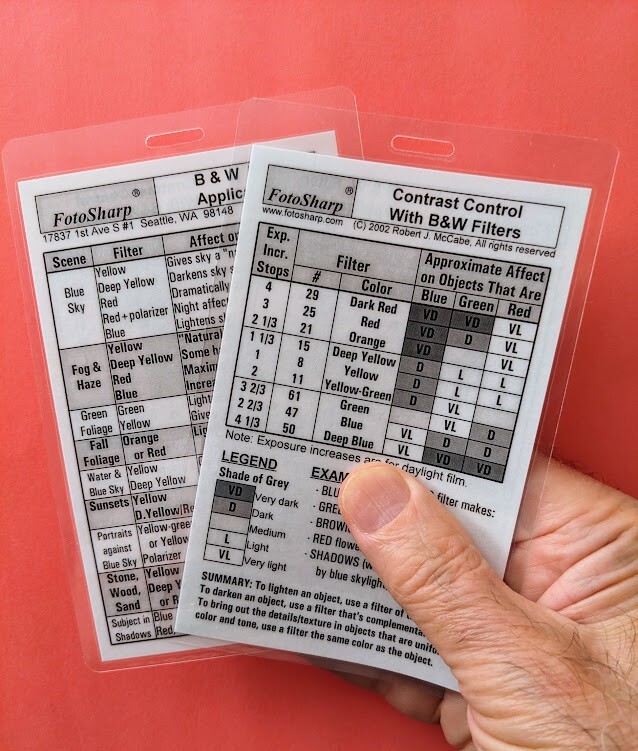 FotoSharp ®
B & W
Applic
17837 1st Ave S #1 Seattle, WA 98148
Scene Filter Affect on
Blue Sky
Yellow Gives sky a "n
Deep Yellow Darkens sky
Red Dramatically
Red + polarizer Night affec
Blue Lightens s
Fog & Haze
Yellow "Natural
Deep Yellow Some h
Red Maxim
Blue Increa
Green Foliage
Green Light
Yellow Give
Fall Foliage
Orange or Red Lig
Water & Blue Sky
Yellow
Deep Yellow
Sunsets
Yellow
D.Yellow/Re
Portraits against Blue Sky
Yellow-gree
or Yellow
Polarizer
Stone, Wood, Sand
Yellow
Deep Y
or Red
Subject in Shadows
Blue
Red
FotoSharp ®
Contrast Control
With B&W Filters
www.fotosharp.com (C) 2002 Robert J. McCabe, All rights reserved
Exp. Incr. Stops
Filter
# Color
Approximate Affect
on Objects That Are
Blue Green Red
4 29 Dark Red VD VD VL
3 25 Red VD D VL
2 1/3 21 Orange VD VL
1 1/3 15 Deep Yellow D L L
1 8 Yellow D L L
2 11 Yellow-Green D VL
3 2/3 61 Green VL D
2 2/3 47 Blue VL D D
4 1/3 50 Deep Blue VL VD VD
Note: Exposure increases are for daylight film.
LEGEND
Shade of Grey
VD Very dark
D Dark
Medium
L Light
VL Very light
EXAM filter makes:
- BLU
- GRE
- BROW
- RED flowe
- SHADOWS (w
by blue skyligh
SUMMARY: To lighten an object, use a filter of
To darken an object, use a filter that's complementa
To bring out the details/texture in objects that are unifo
color and tone, use a filter the same color as the object.